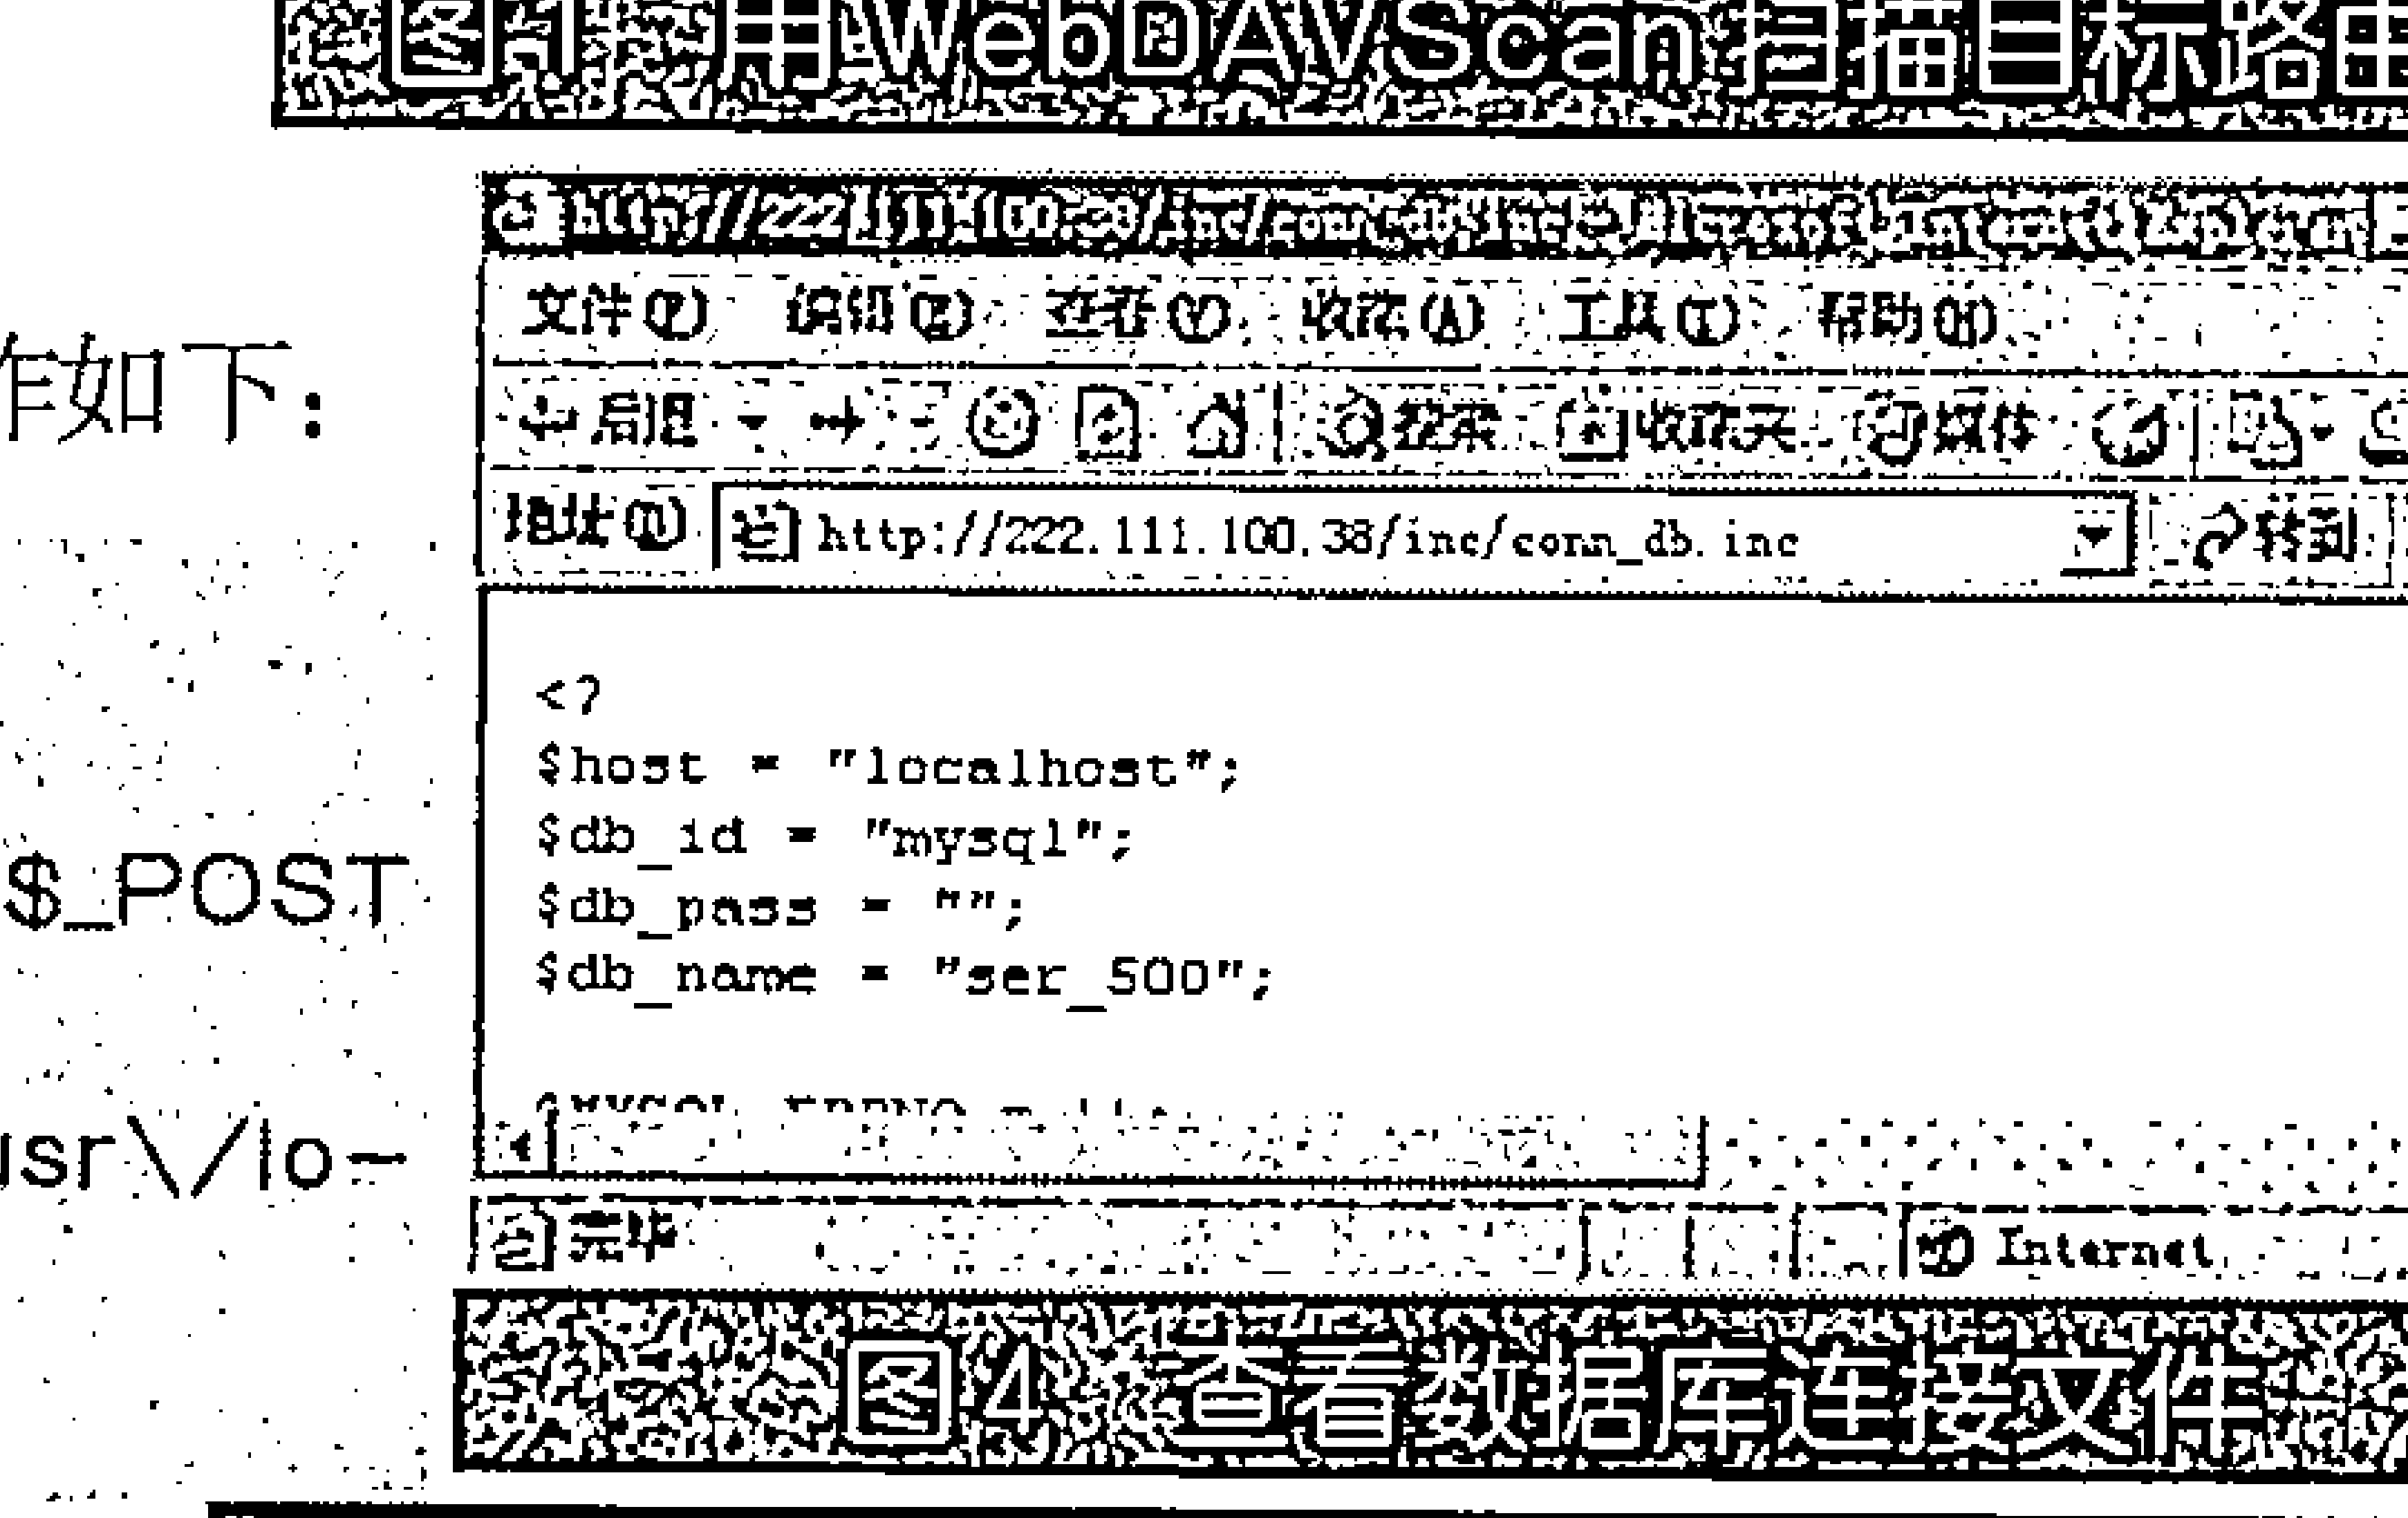 图1 用WebDAVScan扫描目标路由
文件(F) 编辑(E) 查看(V) 收藏(A) 工具(T) 帮助(H)
作如下:
后退 搜索 收藏夹 媒体
地址(D) http://222.111.100.38/inc/conn_db.inc 转到
<?
$host = "localhost";
$db_id = "mysql";
$_POST
$db_pass = "";
$db_name = "ser_500";
usr\/lo-
完毕 Internet
图4 查看数据库连接文件